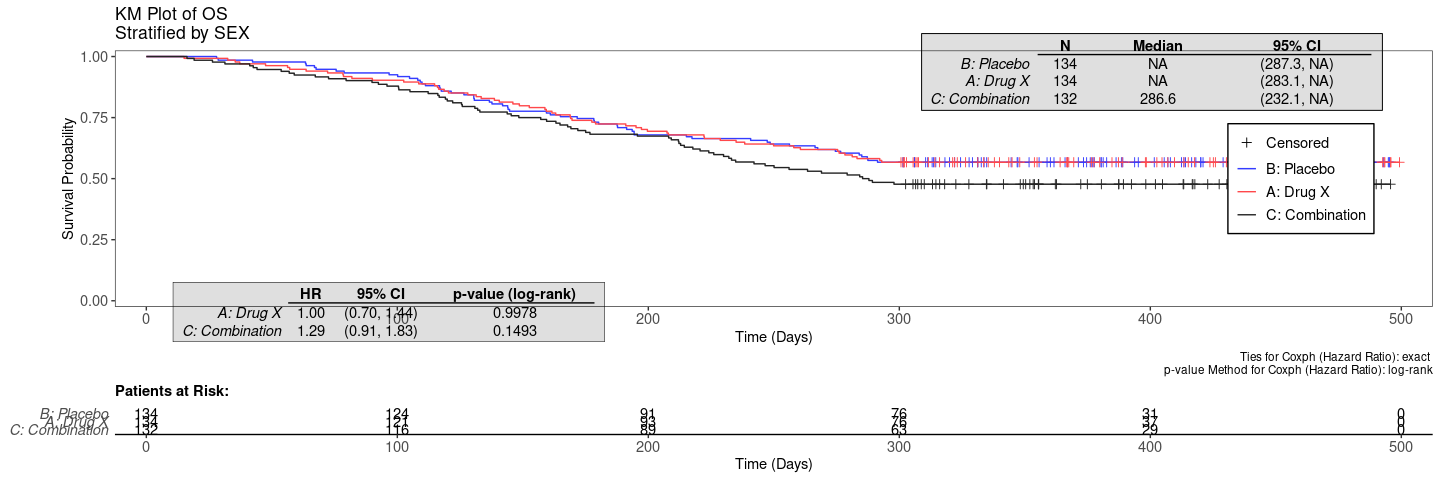 KM Plot of OS
Stratified by SEX
N Median 95% CI
B: Placebo 134 NA (287.3, NA)
A: Drug X 134 NA (283.1, NA)
C: Combination 132 286.6 (232.1, NA)
Censored
B: Placebo
A: Drug X
C: Combination
Survival Probability
1.00
0.75
0.50
0.25
0.00
HR 95% CI p-value (log-rank)
A: Drug X 1.00 (0.70, 1.44) 0.9978
C: Combination 1.29 (0.91, 1.83) 0.1493
0 100 200 300 400 500
Time (Days)
Ties for Coxph (Hazard Ratio): exact
p-value Method for Coxph (Hazard Ratio): log-rank
Patients at Risk:
B: Placebo 134 124 91 76 31 0
A: Drug X 134 121 93 76 37 0
C: Combination 132 116 89 63 29 0
0 100 200 300 400 500
Time (Days)